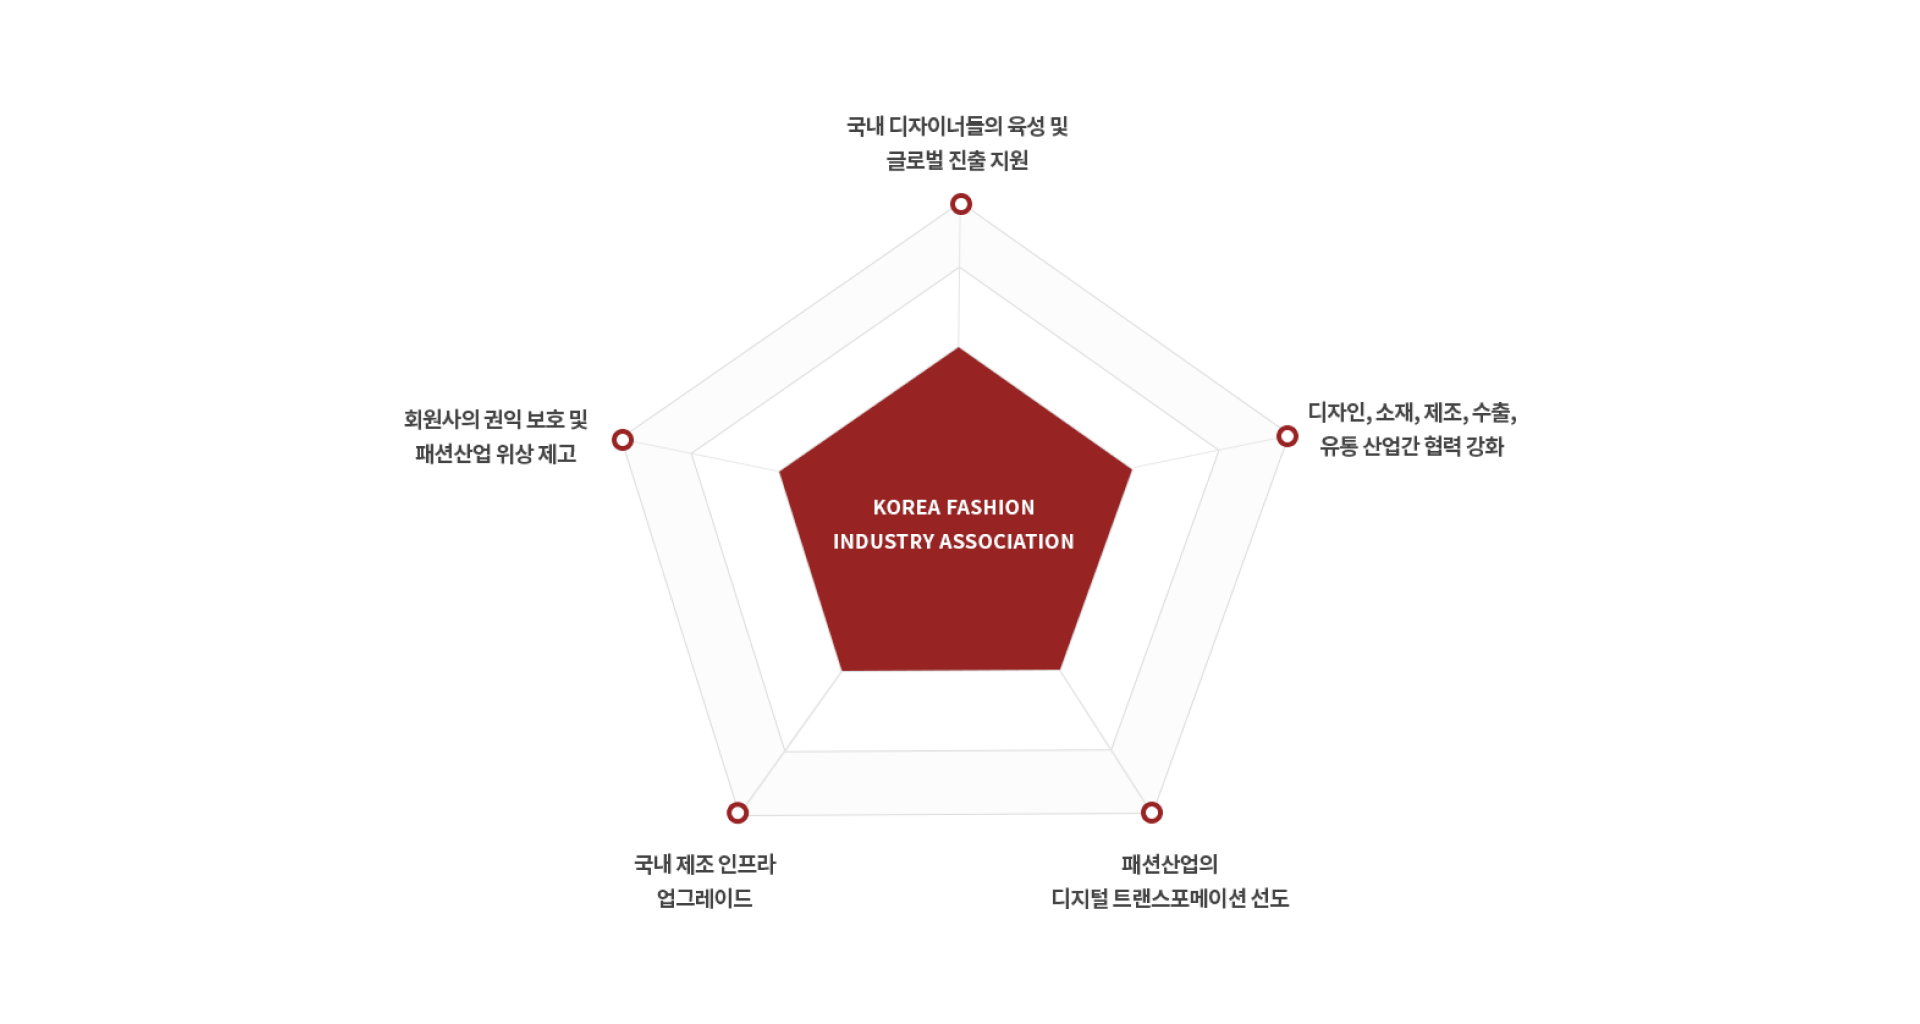 국내 디자이너들의 육성 및
글로벌 진출 지원
회원사의 권익 보호 및
패션산업 위상 제고
디자인, 소재, 제조, 수출,
유통 산업간 협력 강화
KOREA FASHION
INDUSTRY ASSOCIATION
국내 제조 인프라
업그레이드
패션산업의
디지털 트랜스포메이션 선도